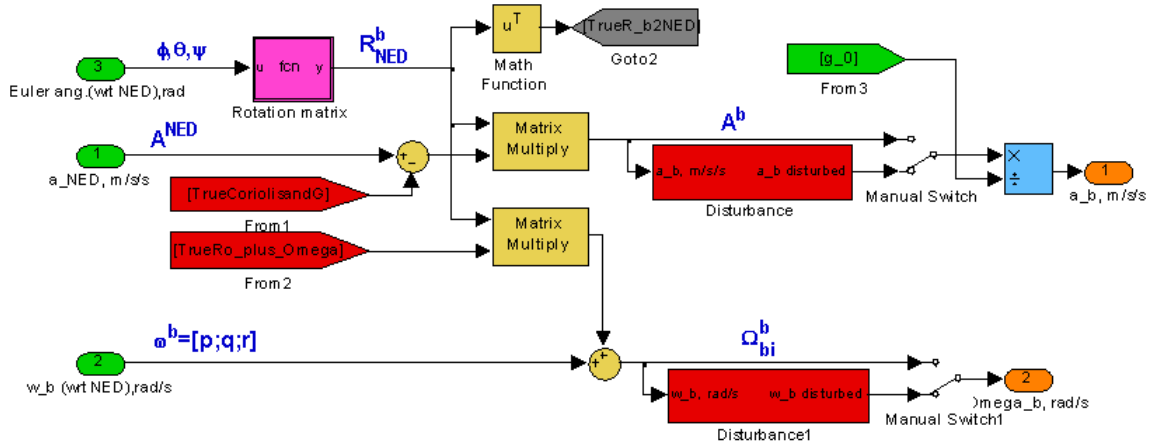 ϕ,θ,ψ
3
Euler ang.(wrt NED),rad
u fcn y
Rotation matrix
R^b_NED
u^T
Math
Function
[TrueR_b2NED]
Goto2
[g_0]
From3
A^NED
1
a_NED, m/s/s
+
−
Matrix
Multiply
A^b
a_b, m/s/s a_b disturbed
Disturbance
Manual Switch
×
÷
1
a_b, m/s/s
[TrueCoriolisandG]
From1
[TrueRo_plus_Omega]
From2
Matrix
Multiply
ω^b=[p;q;r]
2
w_b (wrt NED),rad/s
+
+
Ω^b_bi
w_b, rad/s w_b disturbed
Disturbance1
Manual Switch1
2
Omega_b, rad/s